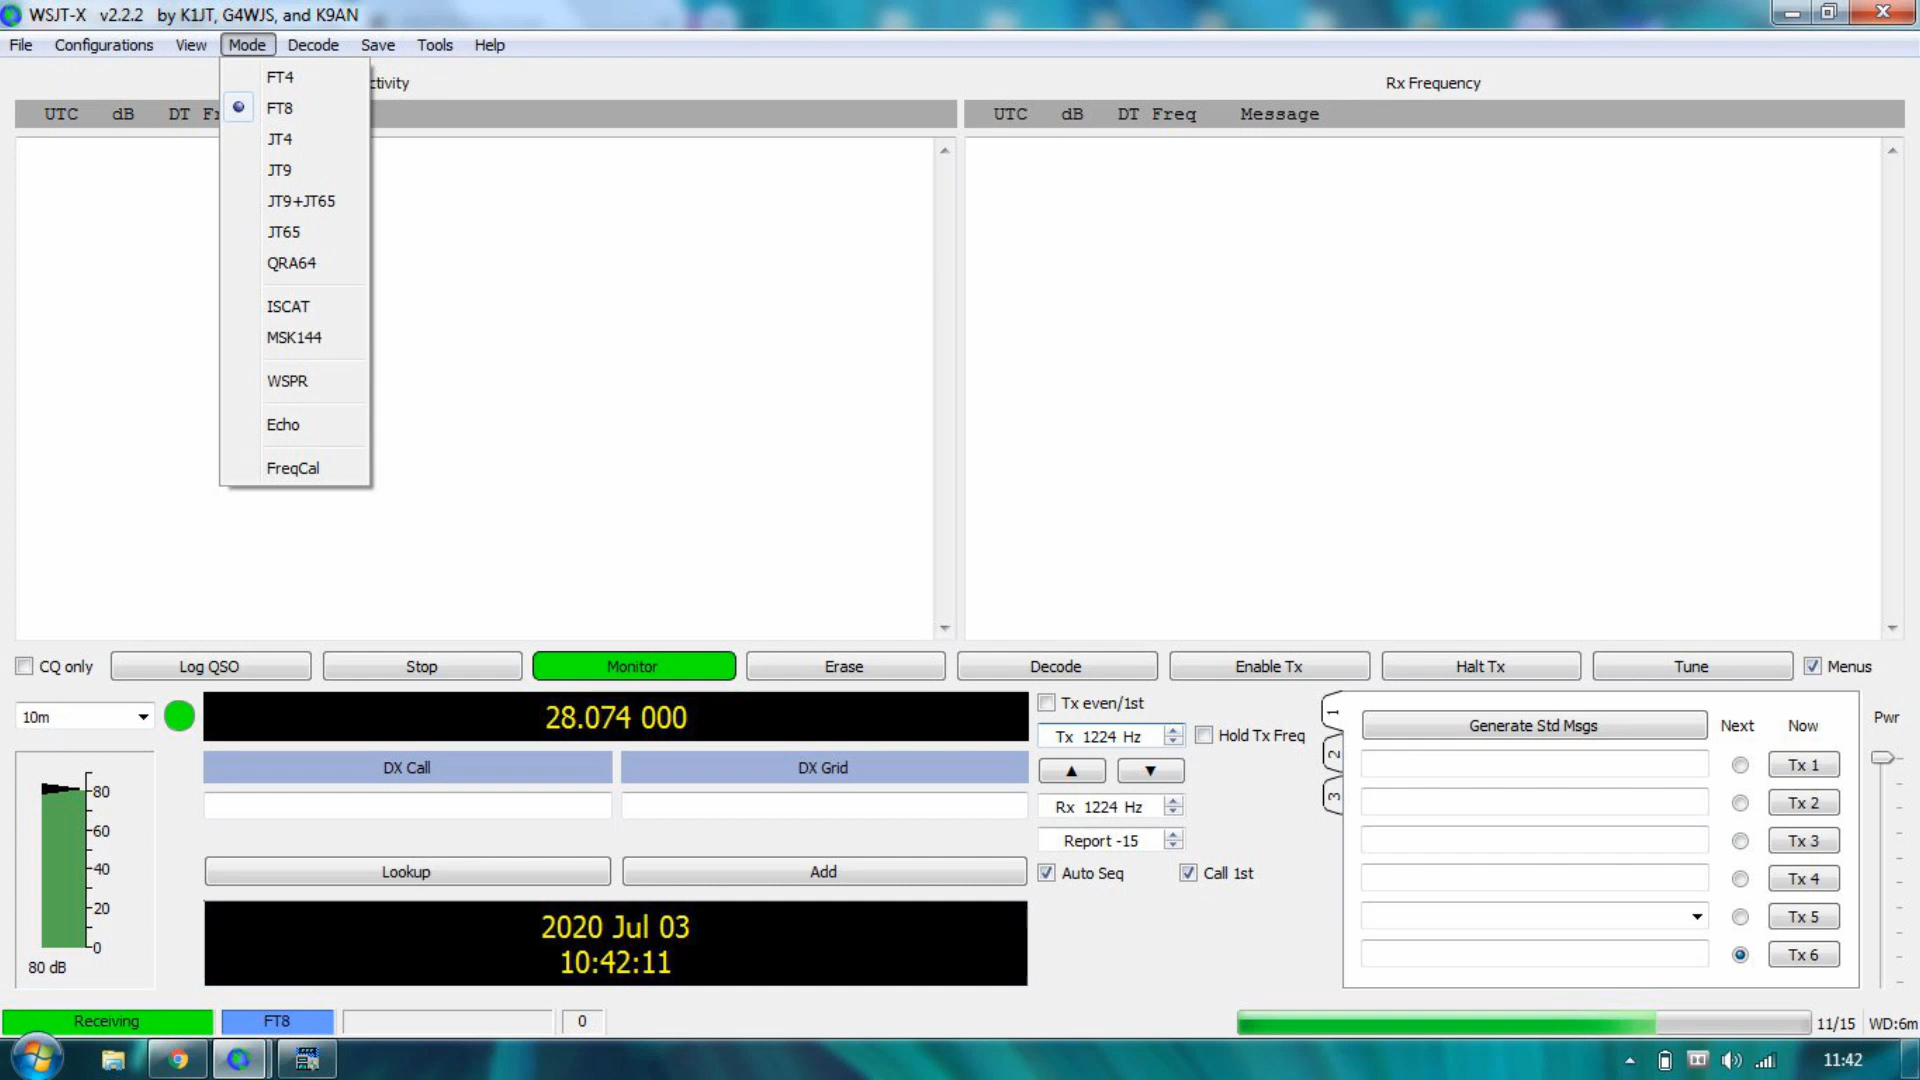 WSJT-X v2.2.2 by K1JT, G4WJS, and K9AN
File Configurations View Mode Decode Save Tools Help
FT4
FT8
JT4
JT9
JT9+JT65
JT65
QRA64
ISCAT
MSK144
WSPR
Echo
FreqCal
ctivity
UTC dB DT Fr
Rx Frequency
UTC dB DT Freq Message
CQ only Log QSO Stop Monitor Erase Decode Enable Tx Halt Tx Tune Menus
10m
28.074 000
DX Call DX Grid
Lookup Add
2020 Jul 03
10:42:11
80
60
40
20
0
80 dB
Tx even/1st
Tx 1224 Hz Hold Tx Freq
▲ ▼
Rx 1224 Hz
Report -15
Auto Seq Call 1st
1
2
3
Generate Std Msgs Next Now
Tx 1
Tx 2
Tx 3
Tx 4
Tx 5
Tx 6
Pwr
Receiving FT8 0 11/15 WD:6m
11:42